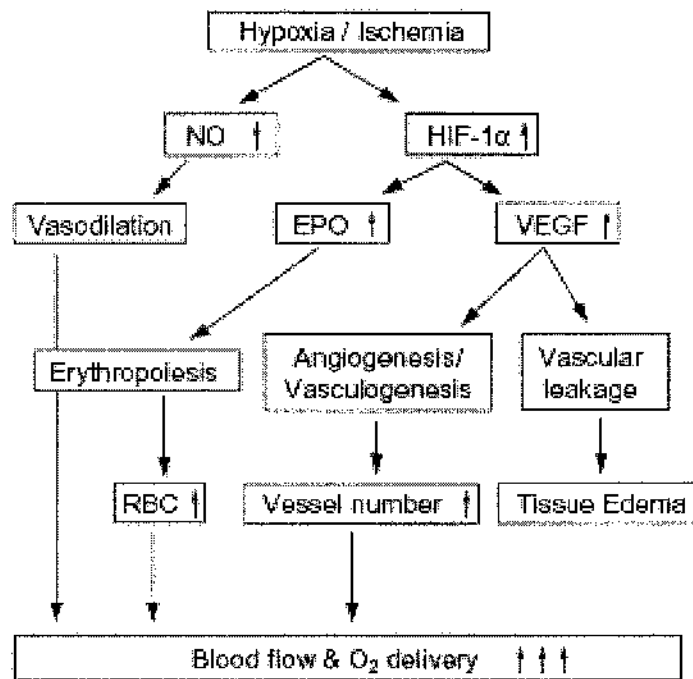 Hypoxia / Ischemia
NO ↑
HIF-1α ↑
Vasodilation
EPO ↑
VEGF ↑
Erythropoiesis
Angiogenesis/
Vasculogenesis
Vascular
leakage
RBC ↑
Vessel number ↑
Tissue Edema
Blood flow & O₂ delivery ↑ ↑ ↑